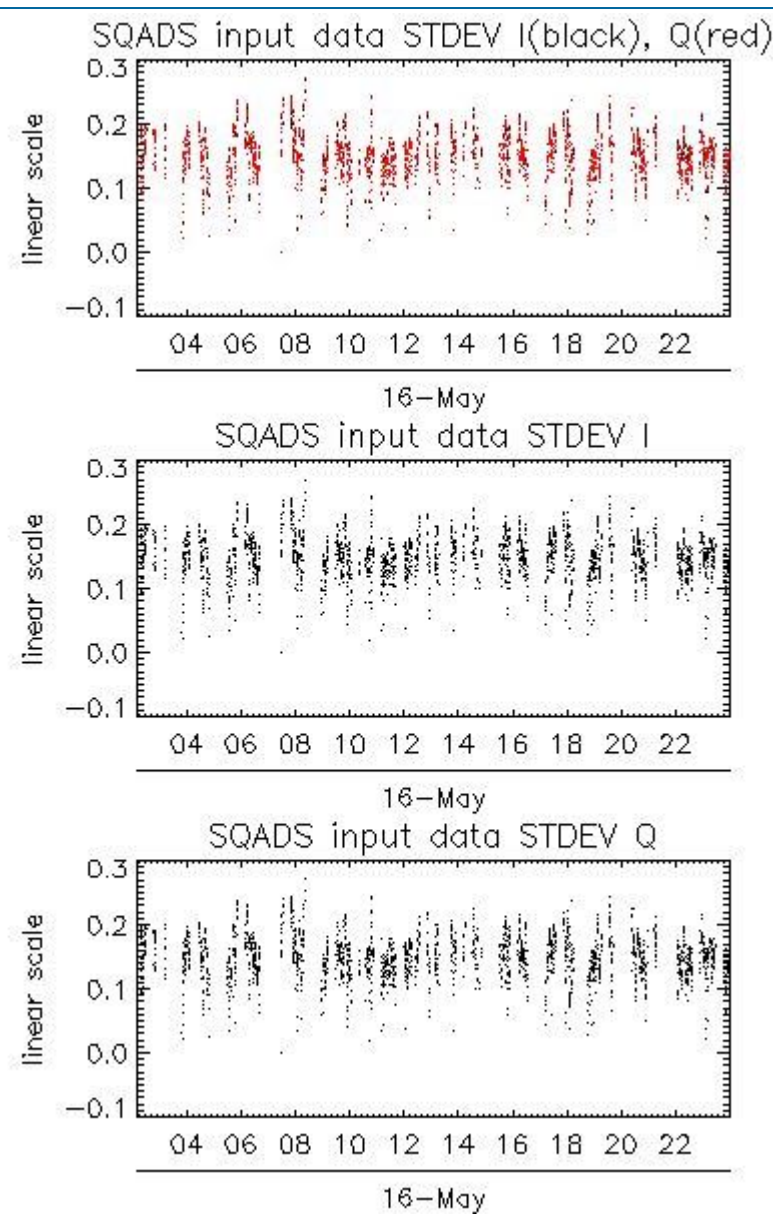 SQADS input data STDEV I(black), Q(red)
0.3
0.2
0.1
0.0
−0.1
linear scale
04 06 08 10 12 14 16 18 20 22
16−May
SQADS input data STDEV I
0.3
0.2
0.1
0.0
−0.1
linear scale
04 06 08 10 12 14 16 18 20 22
16−May
SQADS input data STDEV Q
0.3
0.2
0.1
0.0
−0.1
linear scale
04 06 08 10 12 14 16 18 20 22
16−May